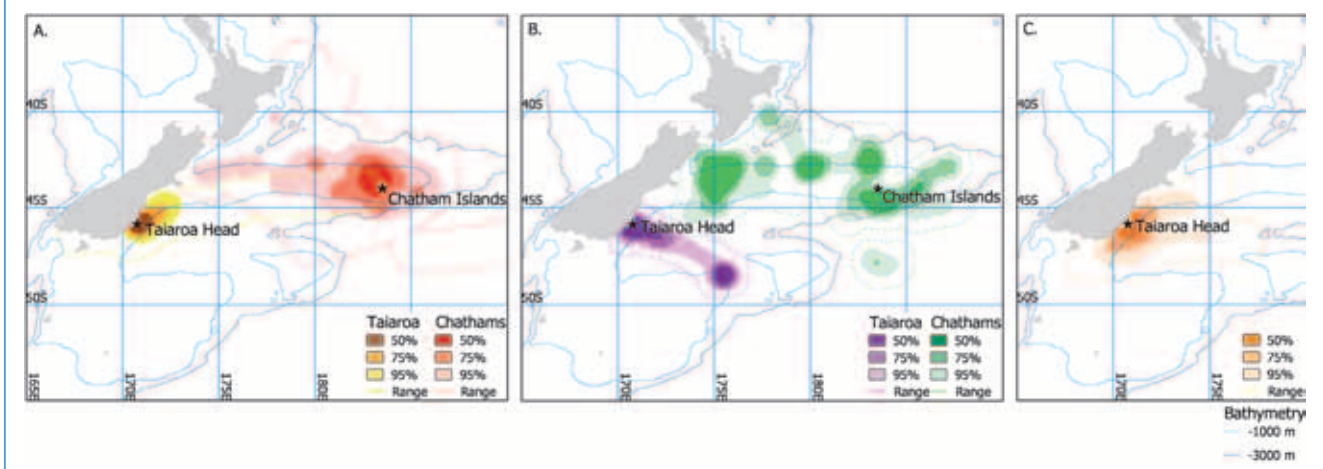 A.
40S
45S
50S
165E
170E
175E
180E
Taiaroa Head
Chatham Islands
Taiaroa Chathams
50% 50%
75% 75%
95% 95%
Range Range
B.
40S
45S
50S
170E
175E
180E
Taiaroa Head
Chatham Islands
Taiaroa Chathams
50% 50%
75% 75%
95% 95%
Range Range
C.
40S
45S
50S
170E
175E
Taiaroa Head
50%
75%
95%
Range
Bathymetry
-1000 m
-3000 m